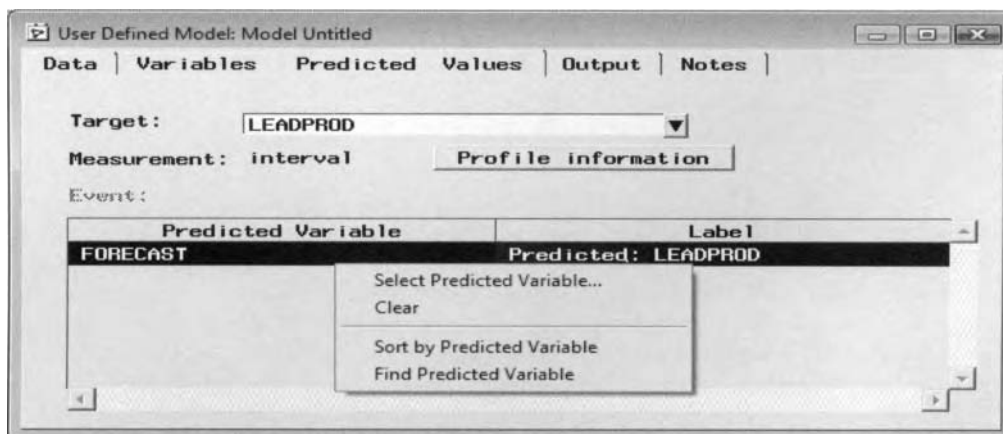 User Defined Model: Model Untitled
Data | Variables Predicted Values | Output | Notes |
Target: LEADPROD
Measurement: interval Profile information
Event:
Predicted Variable Label
FORECAST Predicted: LEADPROD
Select Predicted Variable...
Clear
Sort by Predicted Variable
Find Predicted Variable